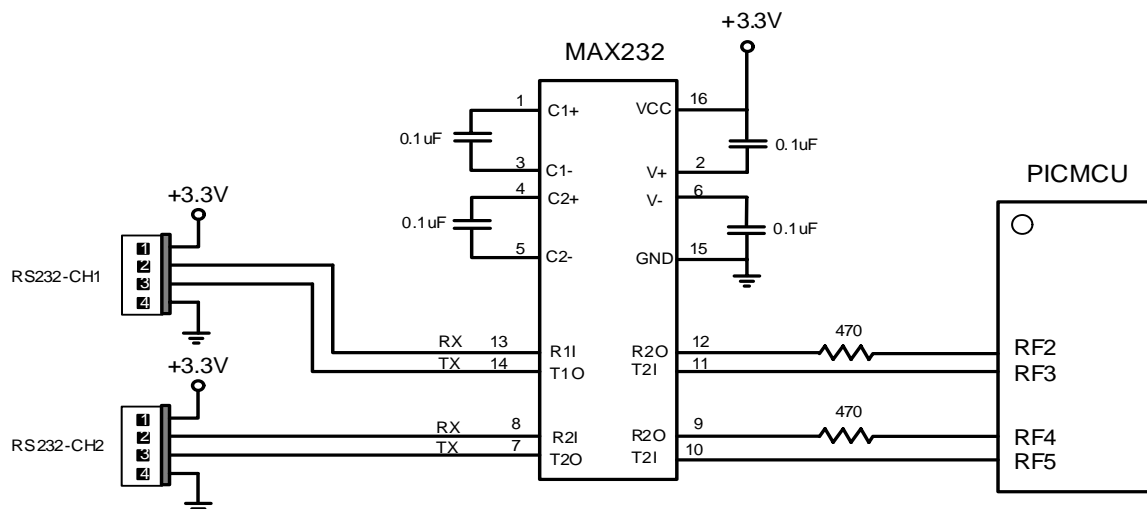 +3.3V
MAX232
1 C1+ VCC 16
0.1uF 0.1uF
3 C1- V+ 2
PICMCU
4 C2+ V- 6
+3.3V
0.1uF 0.1uF
5 C2- GND 15
1
2
RS232-CH1
3
4
470
RX 13 R1I R2O 12 RF2
TX 14 T1O T2I 11 RF3
+3.3V
470
1
2
RS232-CH2
3
4
RX 8 R2I R2O 9 RF4
TX 7 T2O T2I 10 RF5